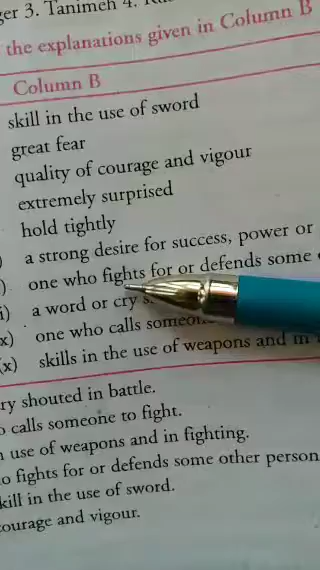 ger 3. Tanimeh 4.
the explanations given in Column B
Column B
skill in the use of sword
great fear
quality of courage and vigour
extremely surprised
hold tightly
) a strong desire for success, power or
). one who fights for or defends some
i) a word or cry
x) one who calls
(x) skills in the use of weapons and in
ry shouted in battle.
o calls someone to fight.
n use of weapons and in fighting.
o fights for or defends some other person
kill in the use of sword.
courage and vigour.